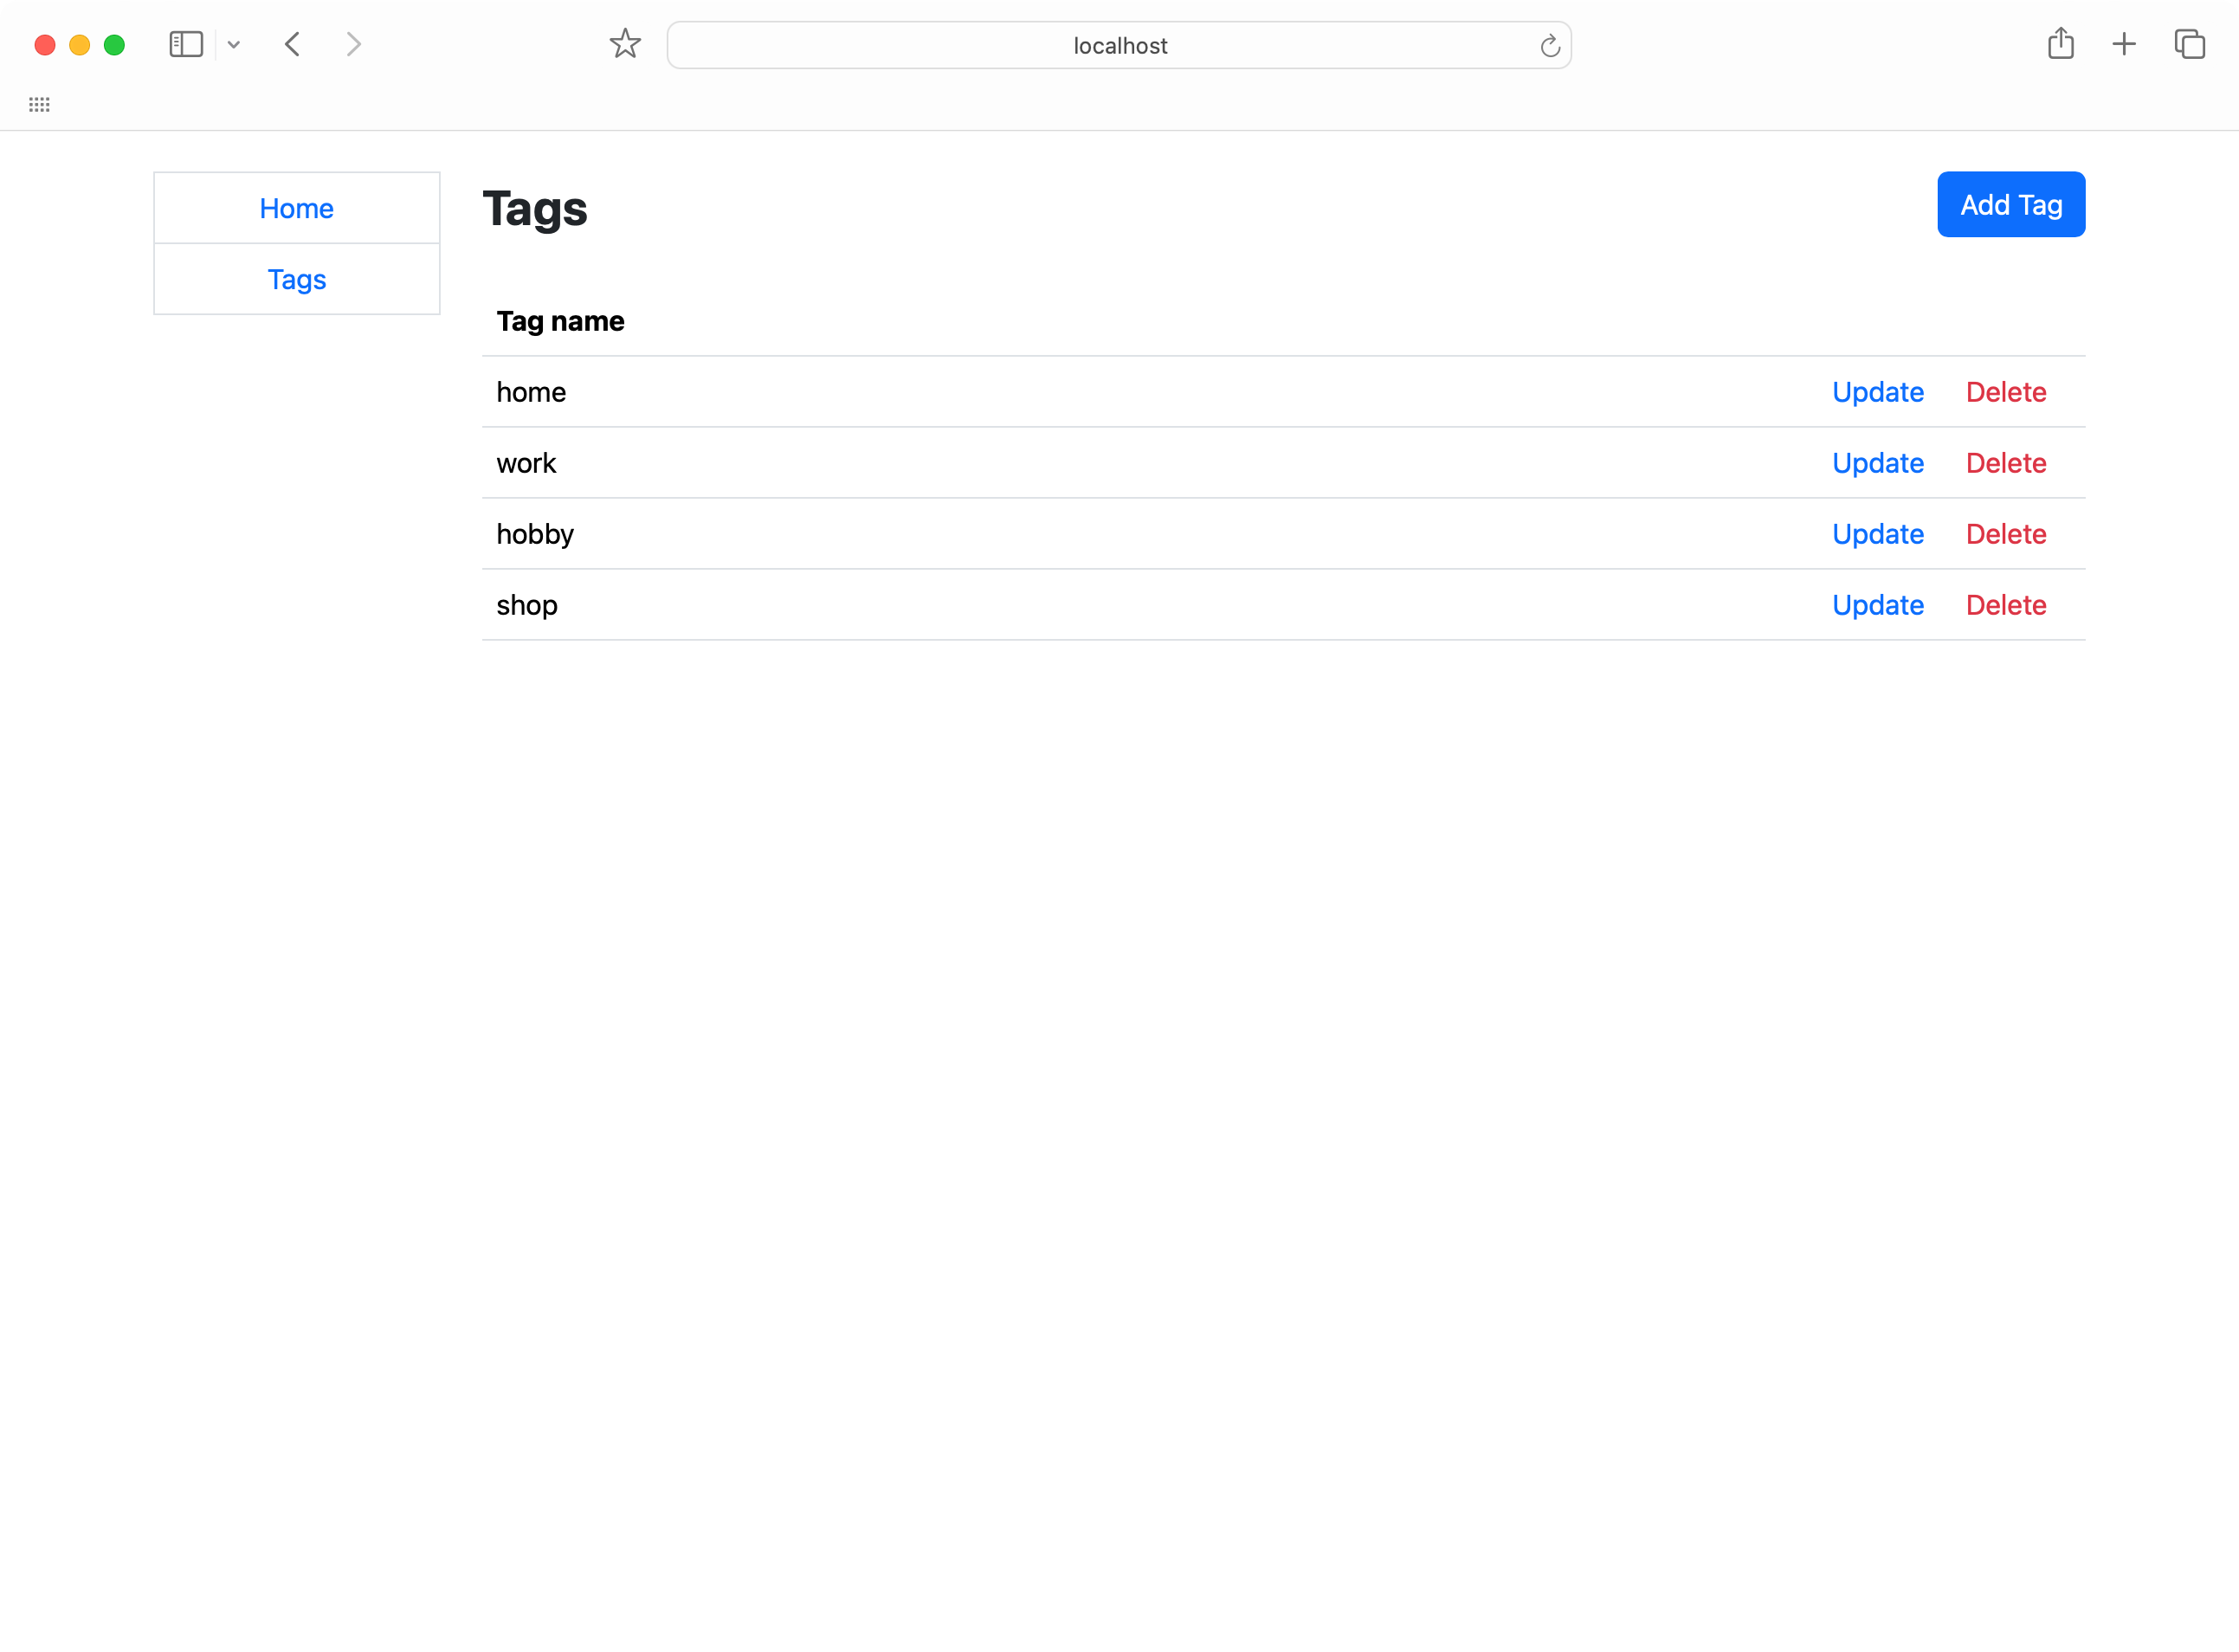 localhost
Home
Tags
Tags
Add Tag
Tag name
home Update Delete
work Update Delete
hobby Update Delete
shop Update Delete